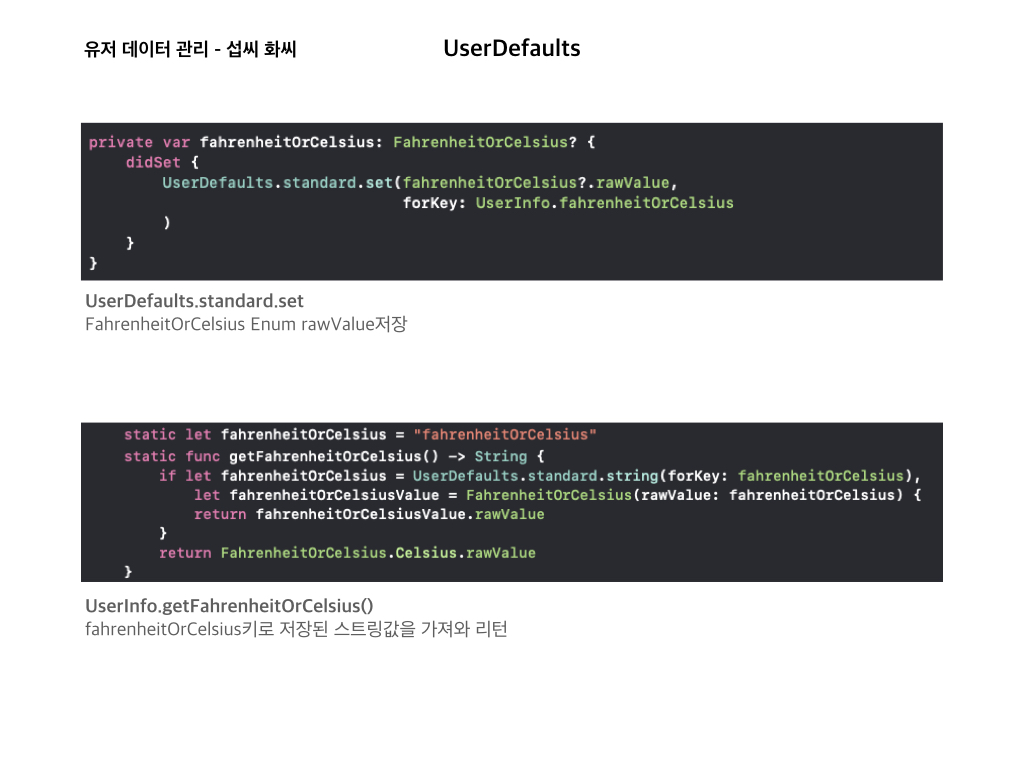 유저 데이터 관리 - 섭씨 화씨
UserDefaults
private var fahrenheitOrCelsius: FahrenheitOrCelsius? {
    didSet {
        UserDefaults.standard.set(fahrenheitOrCelsius?.rawValue,
                                  forKey: UserInfo.fahrenheitOrCelsius
        )
    }
}
UserDefaults.standard.set
FahrenheitOrCelsius Enum rawValue저장
static let fahrenheitOrCelsius = "fahrenheitOrCelsius"
static func getFahrenheitOrCelsius() -> String {
    if let fahrenheitOrCelsius = UserDefaults.standard.string(forKey: fahrenheitOrCelsius),
        let fahrenheitOrCelsiusValue = FahrenheitOrCelsius(rawValue: fahrenheitOrCelsius) {
        return fahrenheitOrCelsiusValue.rawValue
    }
    return FahrenheitOrCelsius.Celsius.rawValue
}
UserInfo.getFahrenheitOrCelsius()
fahrenheitOrCelsius키로 저장된 스트링값을 가져와 리턴